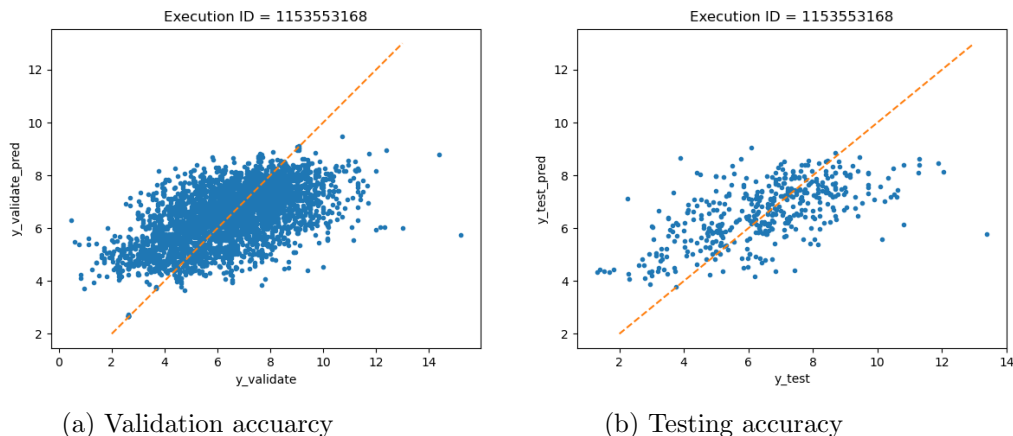 Execution ID = 1153553168
12
10
8
6
4
2
y_validate_pred
0 2 4 6 8 10 12 14
y_validate
(a) Validation accuarcy
Execution ID = 1153553168
12
10
8
6
4
2
y_test_pred
2 4 6 8 10 12 14
y_test
(b) Testing accuracy